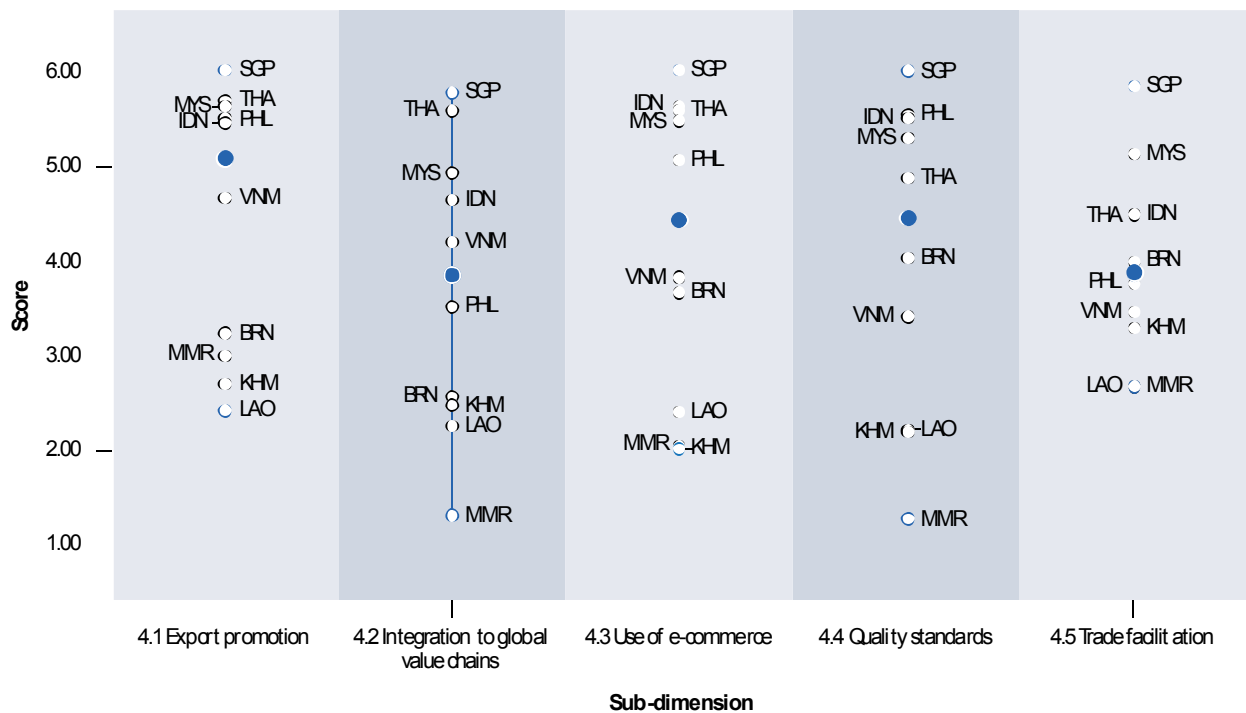 6.00
5.00
4.00
3.00
2.00
1.00
Score
SGP
THA
MYS
PHL
IDN
VNM
BRN
MMR
KHM
LAO
SGP
THA
MYS
IDN
VNM
PHL
BRN
KHM
LAO
MMR
SGP
IDN
THA
MYS
PHL
VNM
BRN
LAO
MMR
KHM
SGP
PHL
IDN
MYS
THA
BRN
VNM
KHM
LAO
MMR
SGP
MYS
THA
IDN
BRN
PHL
VNM
KHM
LAO
MMR
4.1 Export promotion
4.2 Integration to global
value chains
4.3 Use of e-commerce
4.4 Quality standards
4.5 Trade facilitation
Sub-dimension